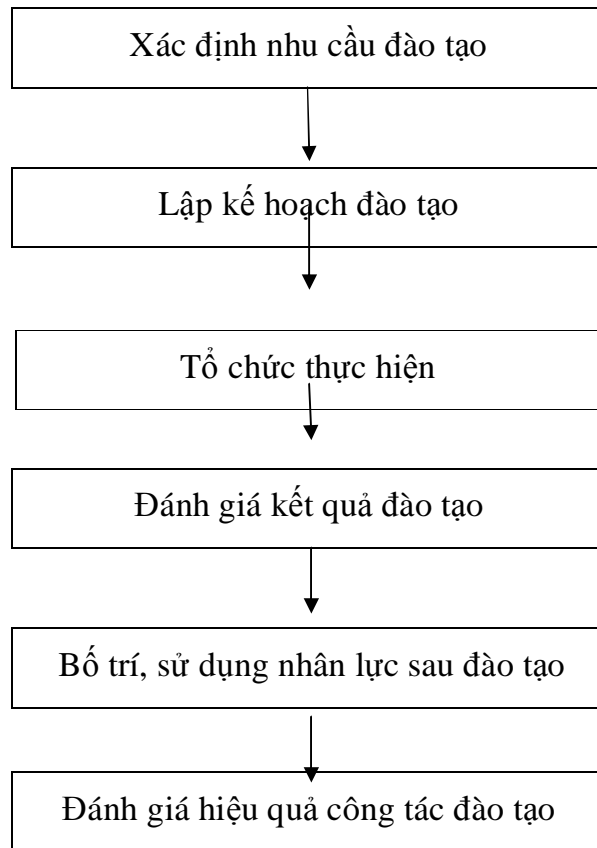 Xác định nhu cầu đào tạo
Lập kế hoạch đào tạo
Tổ chức thực hiện
Đánh giá kết quả đào tạo
Bố trí, sử dụng nhân lực sau đào tạo
Đánh giá hiệu quả công tác đào tạo